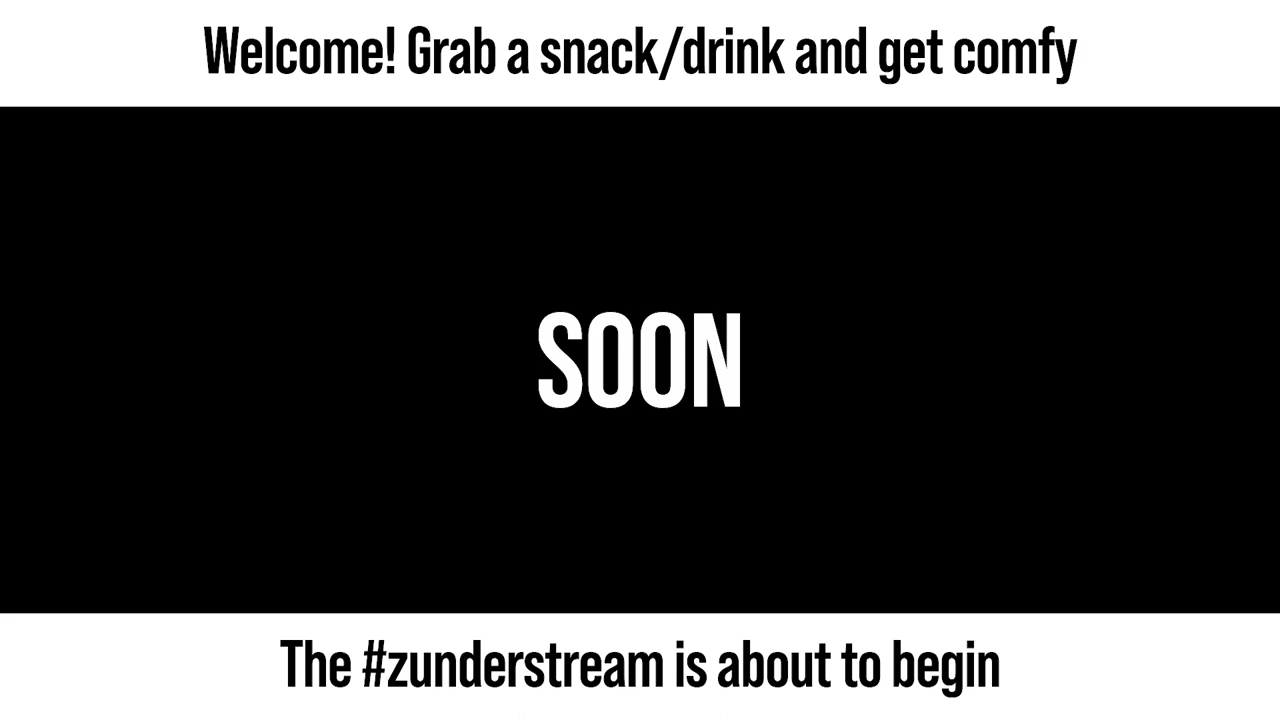 Welcome! Grab a snack/drink and get comfy
SOON
The #zunderstream is about to begin